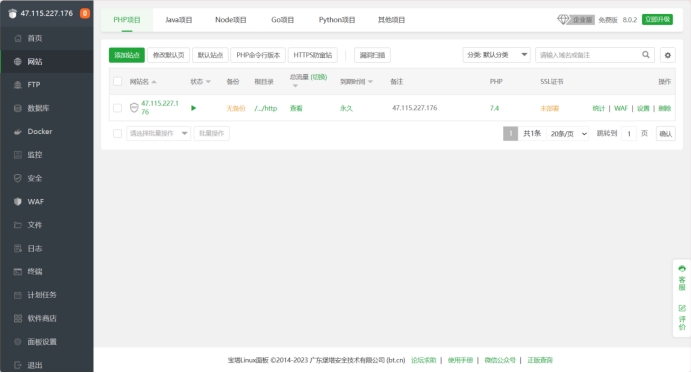 47.115.227.176 0
首页
网站
FTP
数据库
Docker
监控
安全
WAF
文件
日志
终端
计划任务
软件商店
面板设置
退出
PHP项目 Java项目 Node项目 Go项目 Python项目 其他项目
企业版 免费版 8.0.2 立即升级
添加站点 修改默认页 默认站点 PHP命令行版本 HTTPS防窜站 漏洞扫描
分类: 默认分类 请输入域名或备注
网站名 状态 备份 根目录 总流量 (切换) 到期时间 备注 PHP SSL证书 操作
47.115.227.1
76 无备份 /.../http 查看 永久 47.115.227.176 7.4 未部署 统计 | WAF | 设置 | 删除
请选择批量操作 批量操作
1 共1条 20条/页 跳转到 1 页 确认
客服
评价
宝塔Linux面板 ©2014-2023 广东堡塔安全技术有限公司 (bt.cn) 论坛求助 | 使用手册 | 微信公众号 | 正版查询